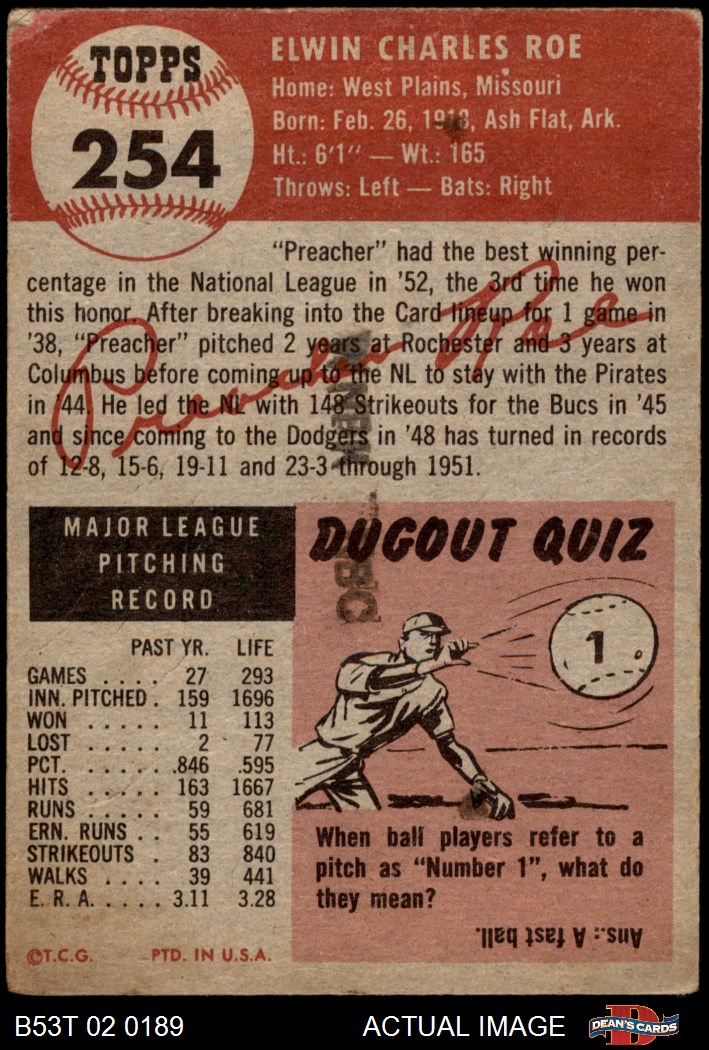 TOPPS
254
ELWIN CHARLES ROE
Home: West Plains, Missouri
Born: Feb. 26, 1918, Ash Flat, Ark.
Ht.: 6'1" — Wt.: 165
Throws: Left — Bats: Right
"Preacher" had the best winning per-
centage in the National League in '52, the 3rd time he won
this honor. After breaking into the Card lineup for 1 game in
'38, "Preacher" pitched 2 years at Rochester and 3 years at
Columbus before coming up to the NL to stay with the Pirates
in '44. He led the NL with 148 Strikeouts for the Bucs in '45
and since coming to the Dodgers in '48 has turned in records
of 12-8, 15-6, 19-11 and 23-3 through 1951.
Preacher Roe
MAJOR LEAGUE
PITCHING
RECORD
PAST YR. LIFE
GAMES . . . . 27 293
INN. PITCHED . 159 1696
WON . . . . . 11 113
LOST . . . . . 2 77
PCT. . . . . . .846 .595
HITS . . . . . 163 1667
RUNS . . . . . 59 681
ERN. RUNS . . 55 619
STRIKEOUTS . 83 840
WALKS . . . . 39 441
E. R. A. . . . . 3.11 3.28
©T.C.G. PTD. IN U.S.A.
DUGOUT QUIZ
1
When ball players refer to a
pitch as "Number 1", what do
they mean?
Ans.: A fast ball.
B53T 02 0189
ACTUAL IMAGE
D
DEAN'S CARDS